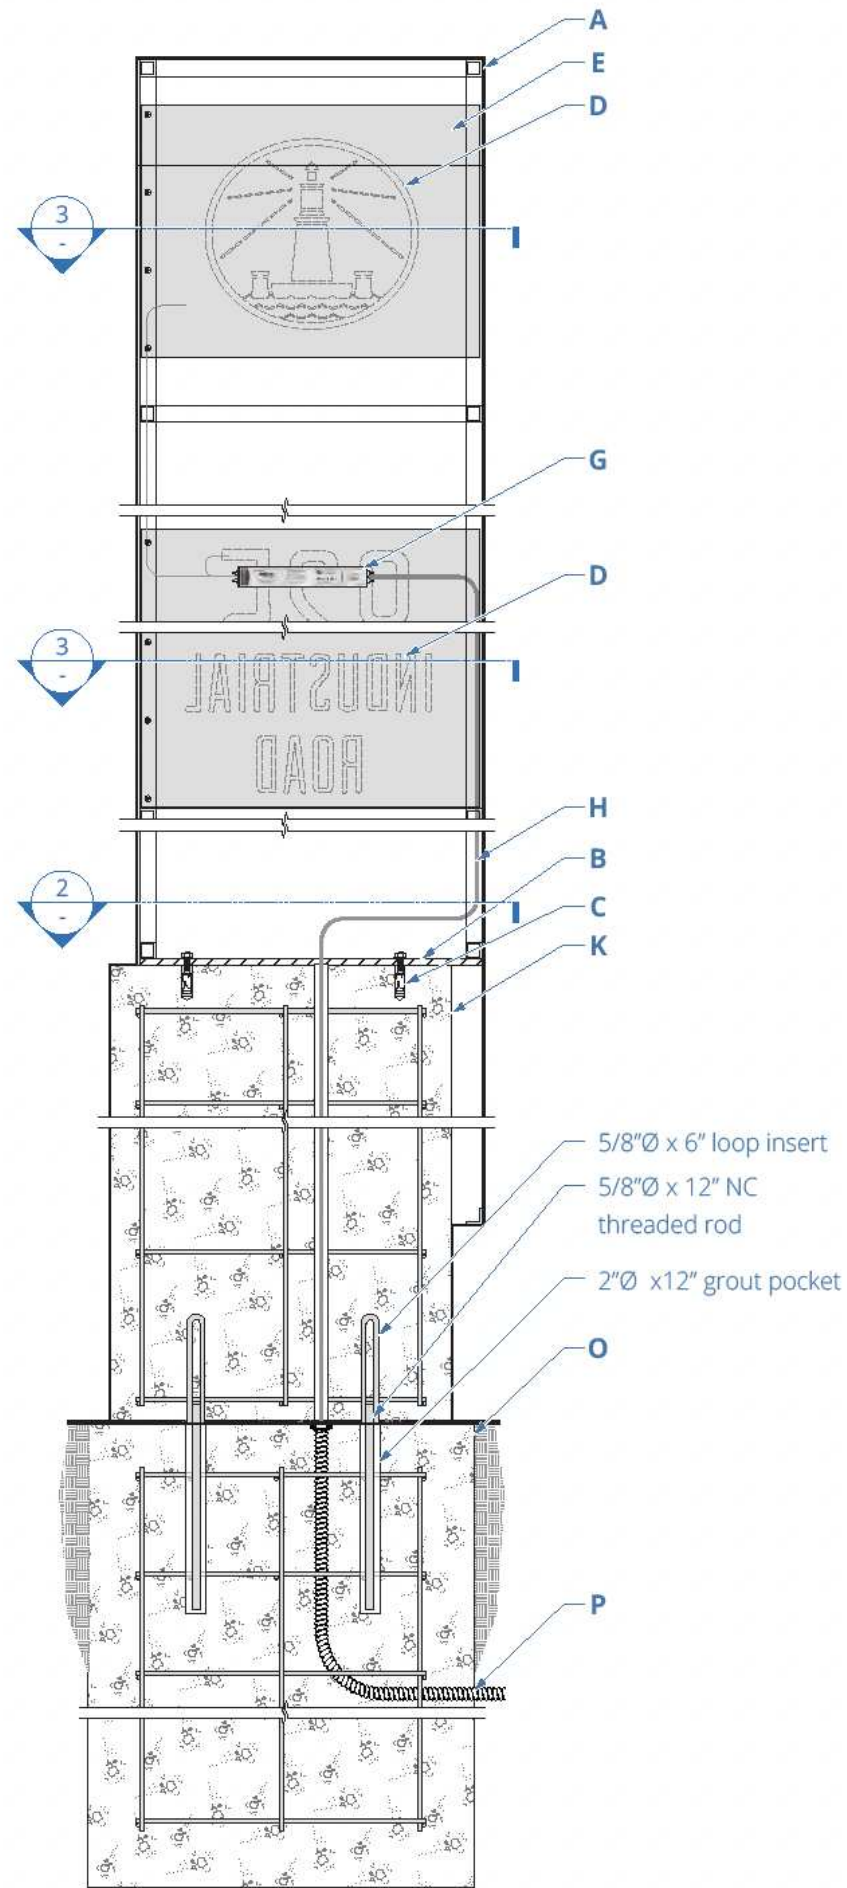 A
E
D
3
-
G
D
OSE
3
-
INDUSTRIAL
ROAD
H
B
2
-
C
K
5/8”Ø x 6” loop insert
5/8”Ø x 12” NC
threaded rod
2”Ø x12” grout pocket
O
P